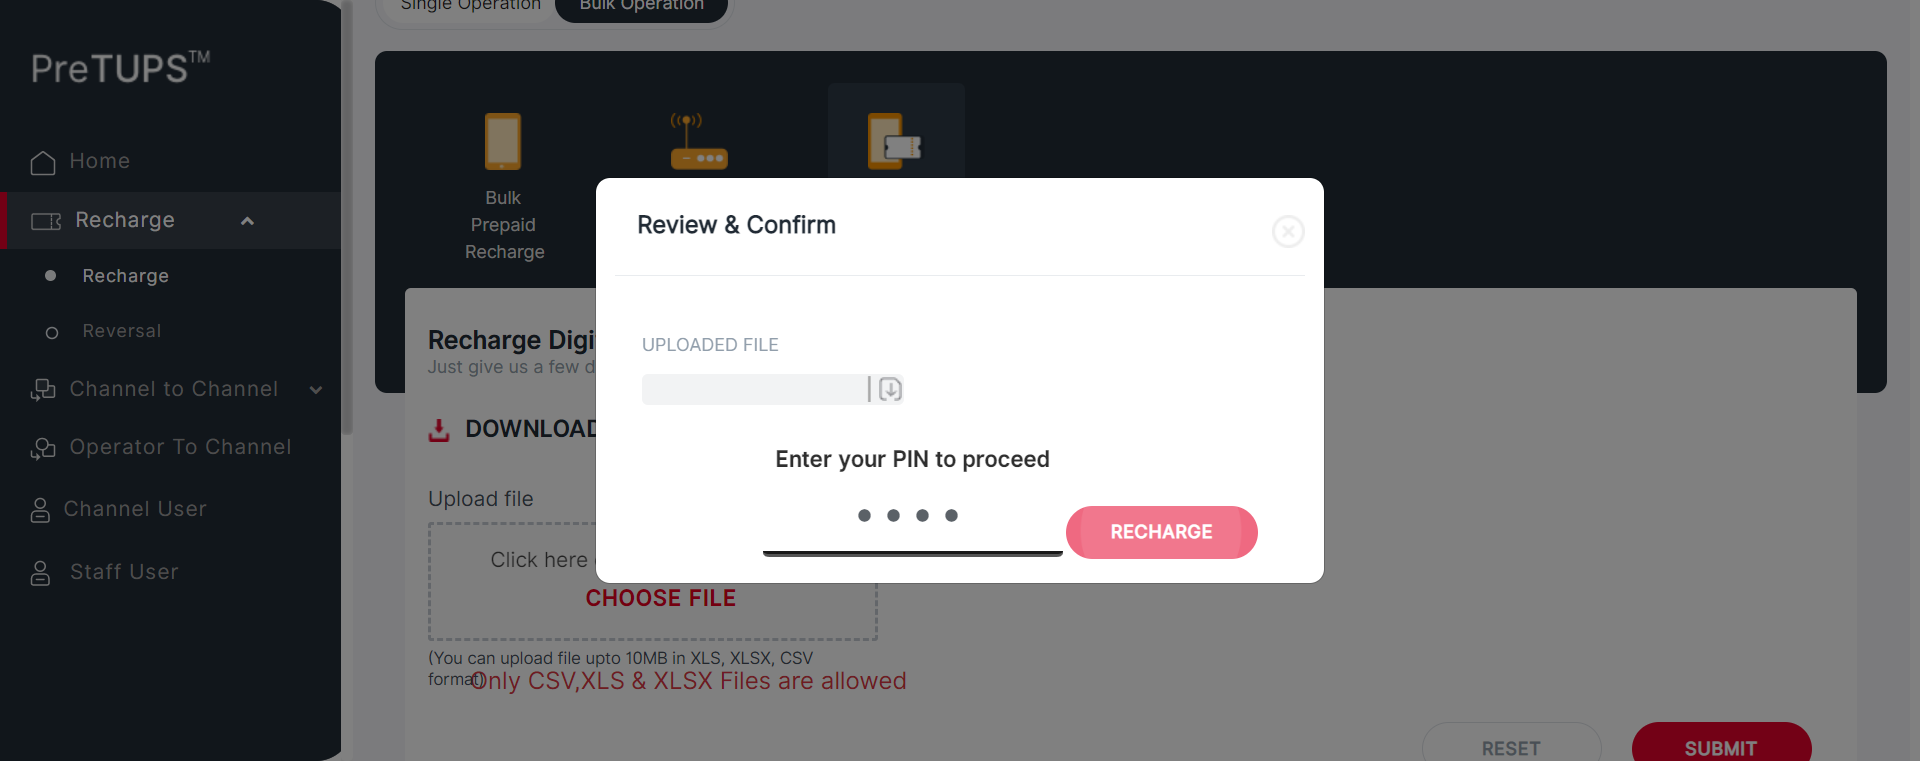 Single Operation
Bulk Operation
PreTUPS™
Home
Recharge
Recharge
Reversal
Channel to Channel
Operator To Channel
Channel User
Staff User
Bulk
Prepaid
Recharge
Recharge Digi
Just give us a few d
DOWNLOAD
Upload file
Click here
CHOOSE FILE
(You can upload file upto 10MB in XLS, XLSX, CSV
format)
Only CSV,XLS & XLSX Files are allowed
RESET
SUBMIT
Review & Confirm
UPLOADED FILE
Enter your PIN to proceed
RECHARGE